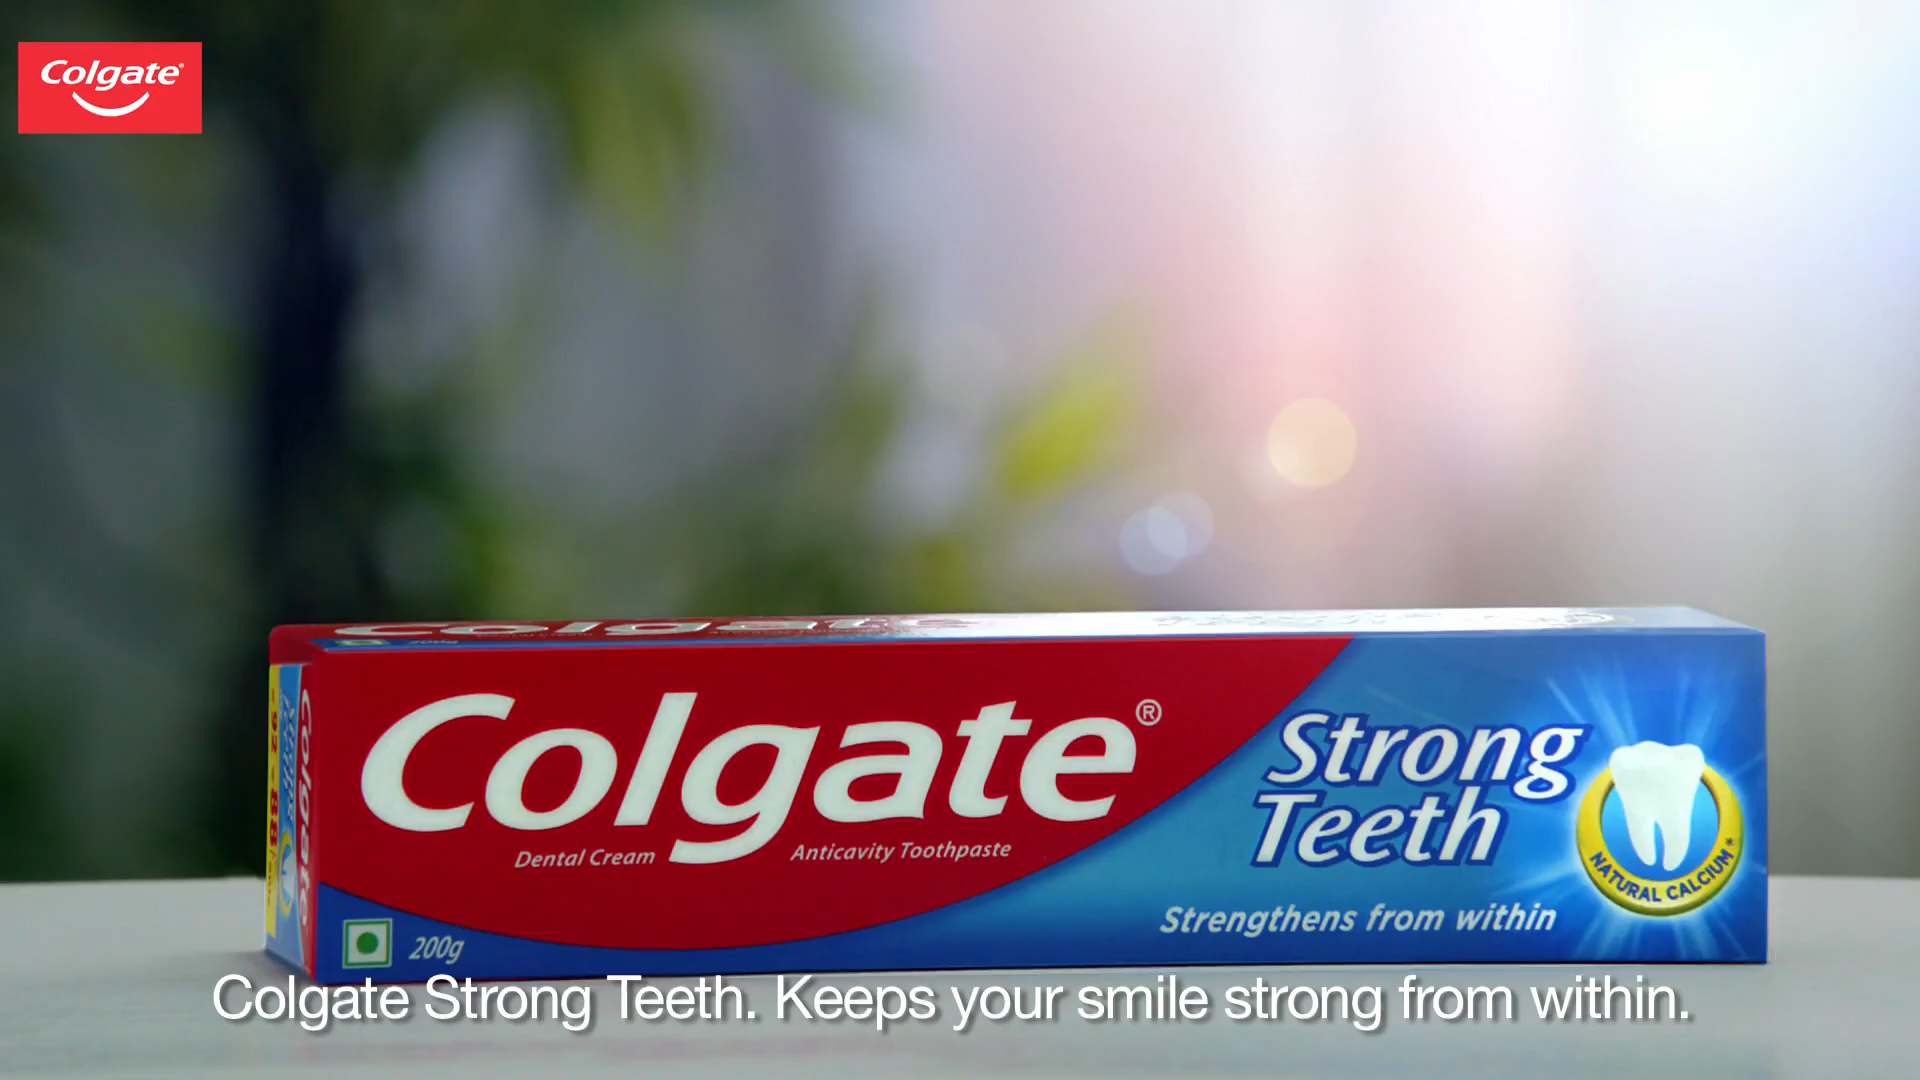 Colgate
Colgate®
Dental Cream
Anticavity Toothpaste
Strong
Teeth
NATURAL CALCIUM*
Strengthens from within
200g
Colgate
Colgate Strong Teeth. Keeps your smile strong from within.